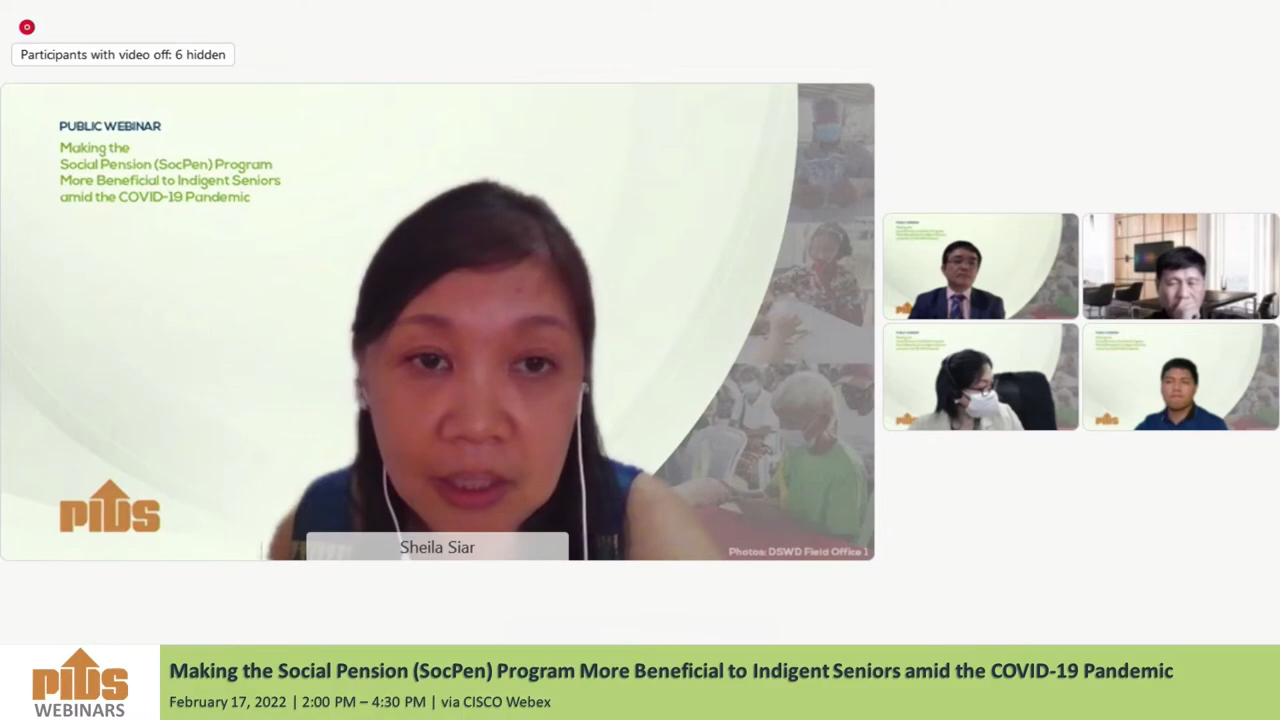 Participants with video off: 6 hidden
PUBLIC WEBINAR
Making the
Social Pension (SocPen) Program
More Beneficial to Indigent Seniors
amid the COVID-19 Pandemic
PIDS
Sheila Siar
Photos: DSWD Field Office 1
PIDS
WEBINARS
Making the Social Pension (SocPen) Program More Beneficial to Indigent Seniors amid the COVID-19 Pandemic
February 17, 2022 | 2:00 PM – 4:30 PM | via CISCO Webex